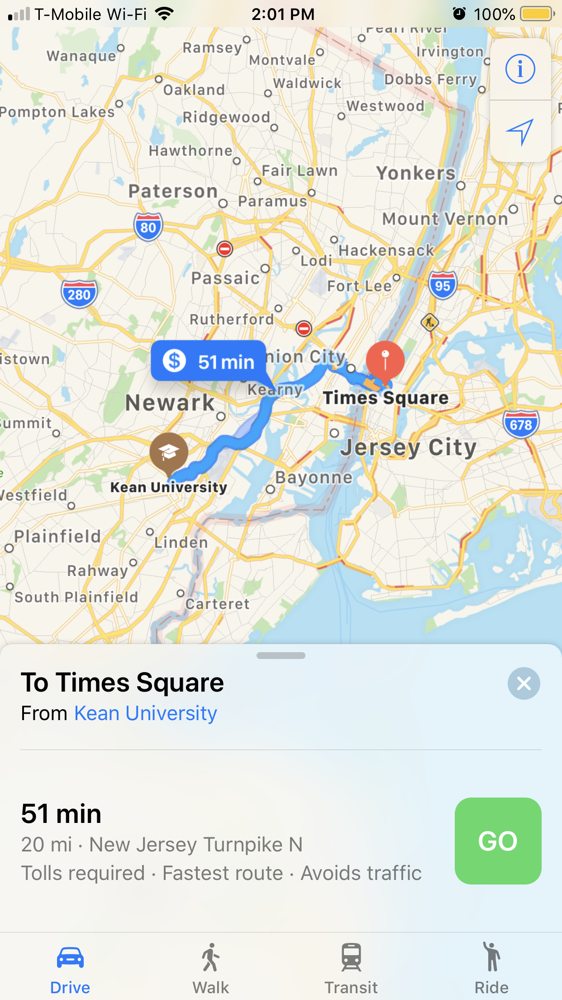 T-Mobile Wi-Fi 2:01 PM 100%
Pearl River
Ramsey
Irvington
Wanaque
Montvale
Dobbs Ferry
Waldwick
Oakland
Westwood
Pompton Lakes
Ridgewood
Hawthorne
Fair Lawn
Yonkers
Paterson
Paramus
Mount Vernon
80
Hackensack
Lodi
Passaic
Fort Lee
95
280
Rutherford
nion City
istown
$ 51 min
Kearny
Times Square
Newark
Summit
678
Jersey City
Bayonne
Kean University
Westfield
Plainfield
Linden
Rahway
South Plainfield
Carteret
To Times Square
From Kean University
51 min
20 mi · New Jersey Turnpike N
Tolls required · Fastest route · Avoids traffic
GO
Drive Walk Transit Ride